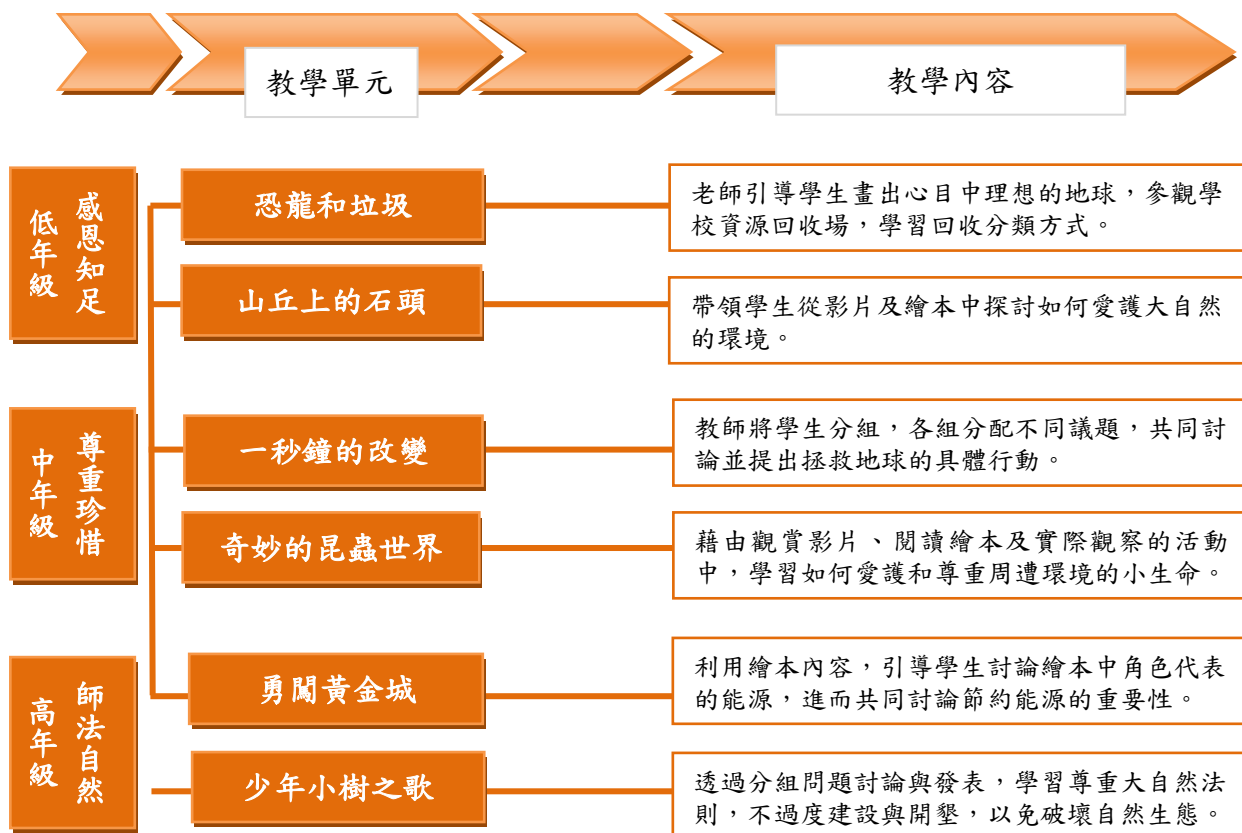 教學單元
教學內容
低年級
感恩知足
恐龍和垃圾
老師引導學生畫出心目中理想的地球，參觀學
校資源回收場，學習回收分類方式。
山丘上的石頭
帶領學生從影片及繪本中探討如何愛護大自然
的環境。
中年級
尊重珍惜
一秒鐘的改變
教師將學生分組，各組分配不同議題，共同討
論並提出拯救地球的具體行動。
奇妙的昆蟲世界
藉由觀賞影片、閱讀繪本及實際觀察的活動
中，學習如何愛護和尊重周遭環境的小生命。
高年級
師法自然
勇闖黃金城
利用繪本內容，引導學生討論繪本中角色代表
的能源，進而共同討論節約能源的重要性。
少年小樹之歌
透過分組問題討論與發表，學習尊重大自然法
則，不過度建設與開墾，以免破壞自然生態。